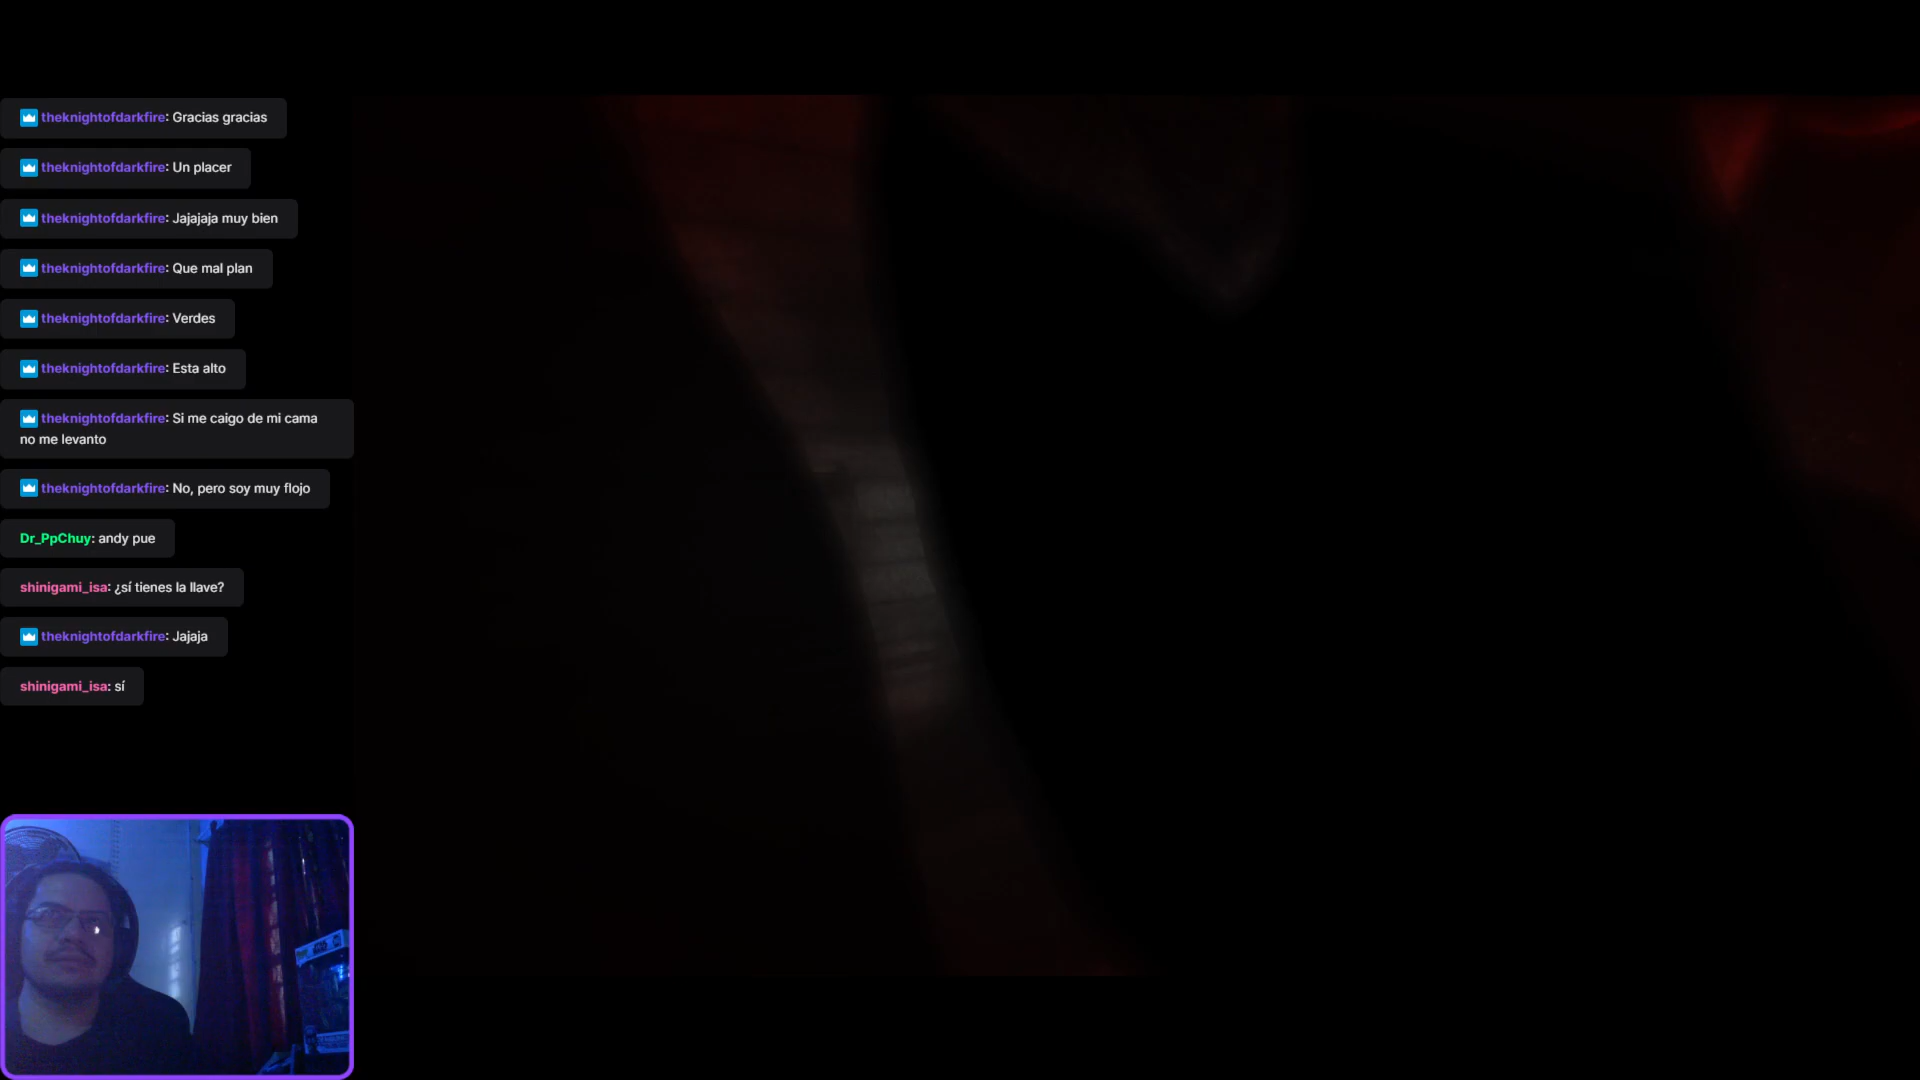 theknightofdarkfire: Gracias gracias
theknightofdarkfire: Un placer
theknightofdarkfire: Jajajaja muy bien
theknightofdarkfire: Que mal plan
theknightofdarkfire: Verdes
theknightofdarkfire: Esta alto
theknightofdarkfire: Si me caigo de mi cama
no me levanto
theknightofdarkfire: No, pero soy muy flojo
Dr_PpChuy: andy pue
shinigami_isa: ¿sí tienes la llave?
theknightofdarkfire: Jajaja
shinigami_isa: sí